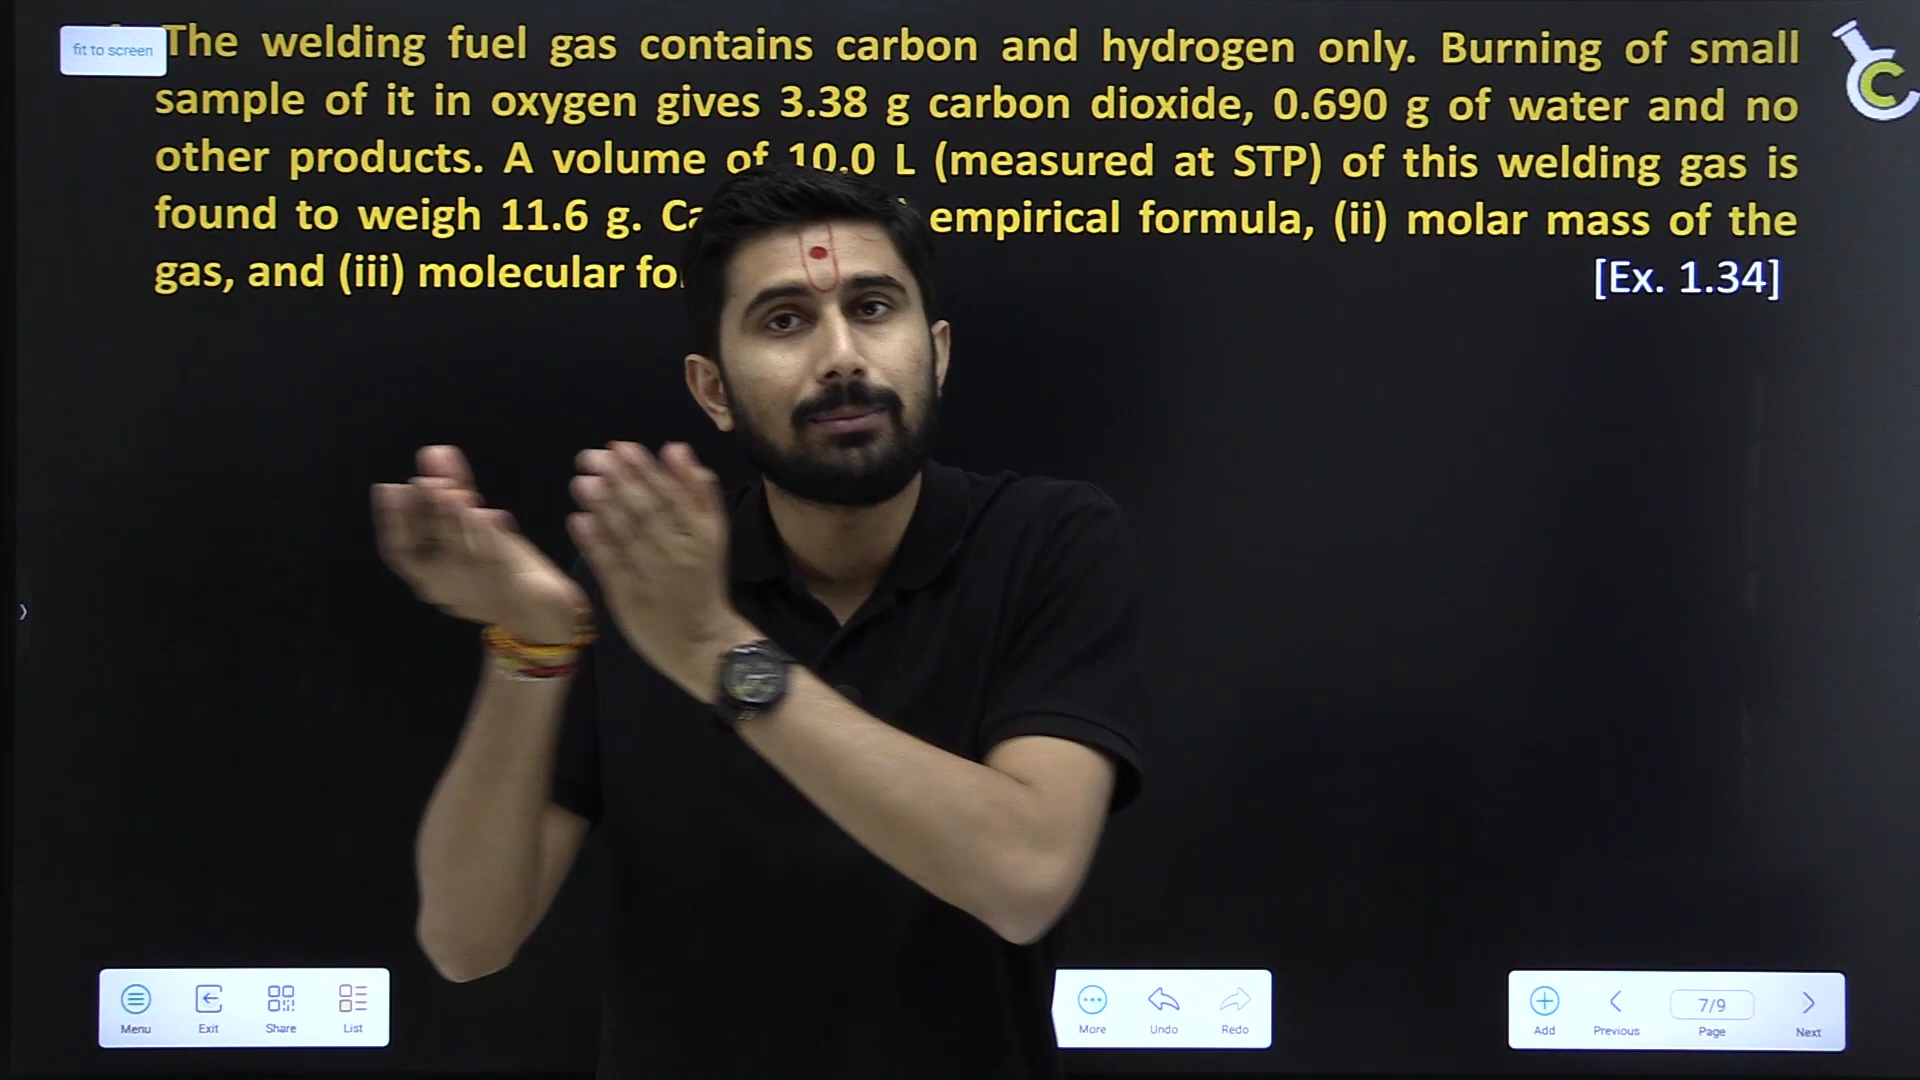 fit to screen
The welding fuel gas contains carbon and hydrogen only. Burning of small
sample of it in oxygen gives 3.38 g carbon dioxide, 0.690 g of water and no
other products. A volume of 10.0 L (measured at STP) of this welding gas is
found to weigh 11.6 g. empirical formula, (ii) molar mass of the
gas, and (iii) molecular
[Ex. 1.34]
C
Menu Exit Share List
More Undo Redo
Add Previous 7/9 Page Next